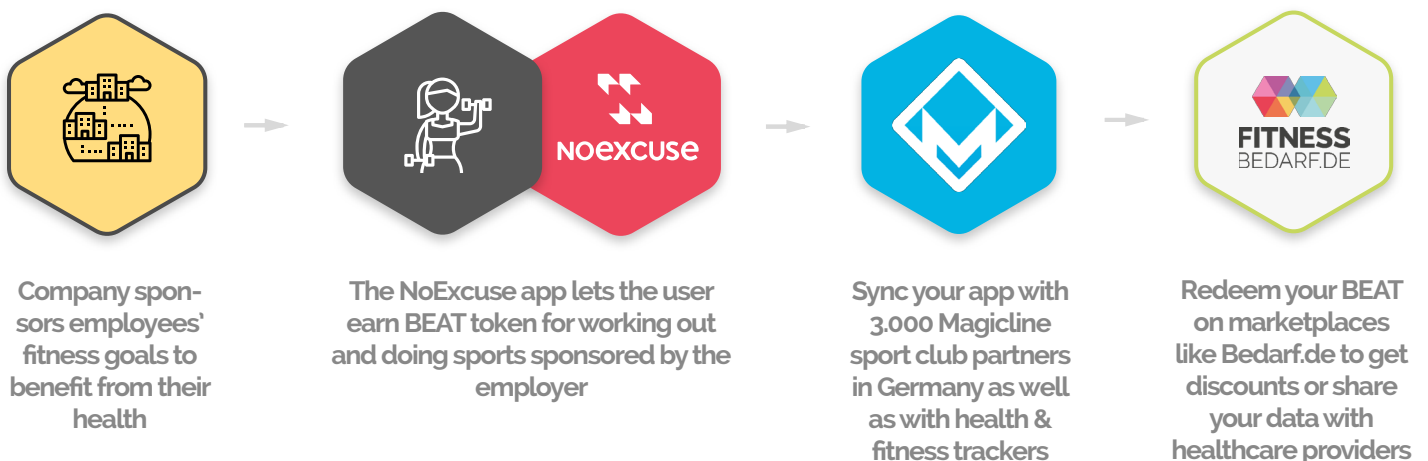 NOEXCUSE
FITNESS
BEDARF.DE
Company spon-
sors employees’
fitness goals to
benefit from their
health
The NoExcuse app lets the user
earn BEAT token for working out
and doing sports sponsored by the
employer
Sync your app with
3.000 Magicline
sport club partners
in Germany as well
as with health &
fitness trackers
Redeem your BEAT
on marketplaces
like Bedarf.de to get
discounts or share
your data with
healthcare providers